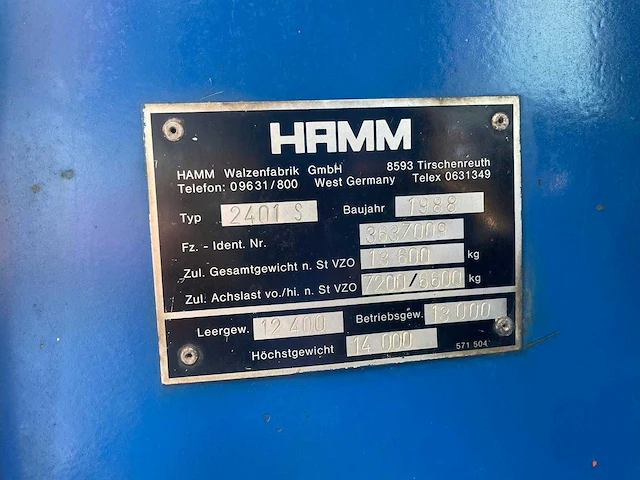 HAMM
HAMM Walzenfabrik GmbH 8593 Tirschenreuth
Telefon: 09631/800 West Germany Telex 0631349
Typ 2401 S Baujahr 1988
Fz. - Ident. Nr. 3637009
Zul. Gesamtgewicht n. St VZO 13 600 kg
Zul. Achslast vo./hi. n. St VZO 7200/6600 kg
Leergew. 12 400 Betriebsgew. 13 000
Höchstgewicht 14 000 571 504